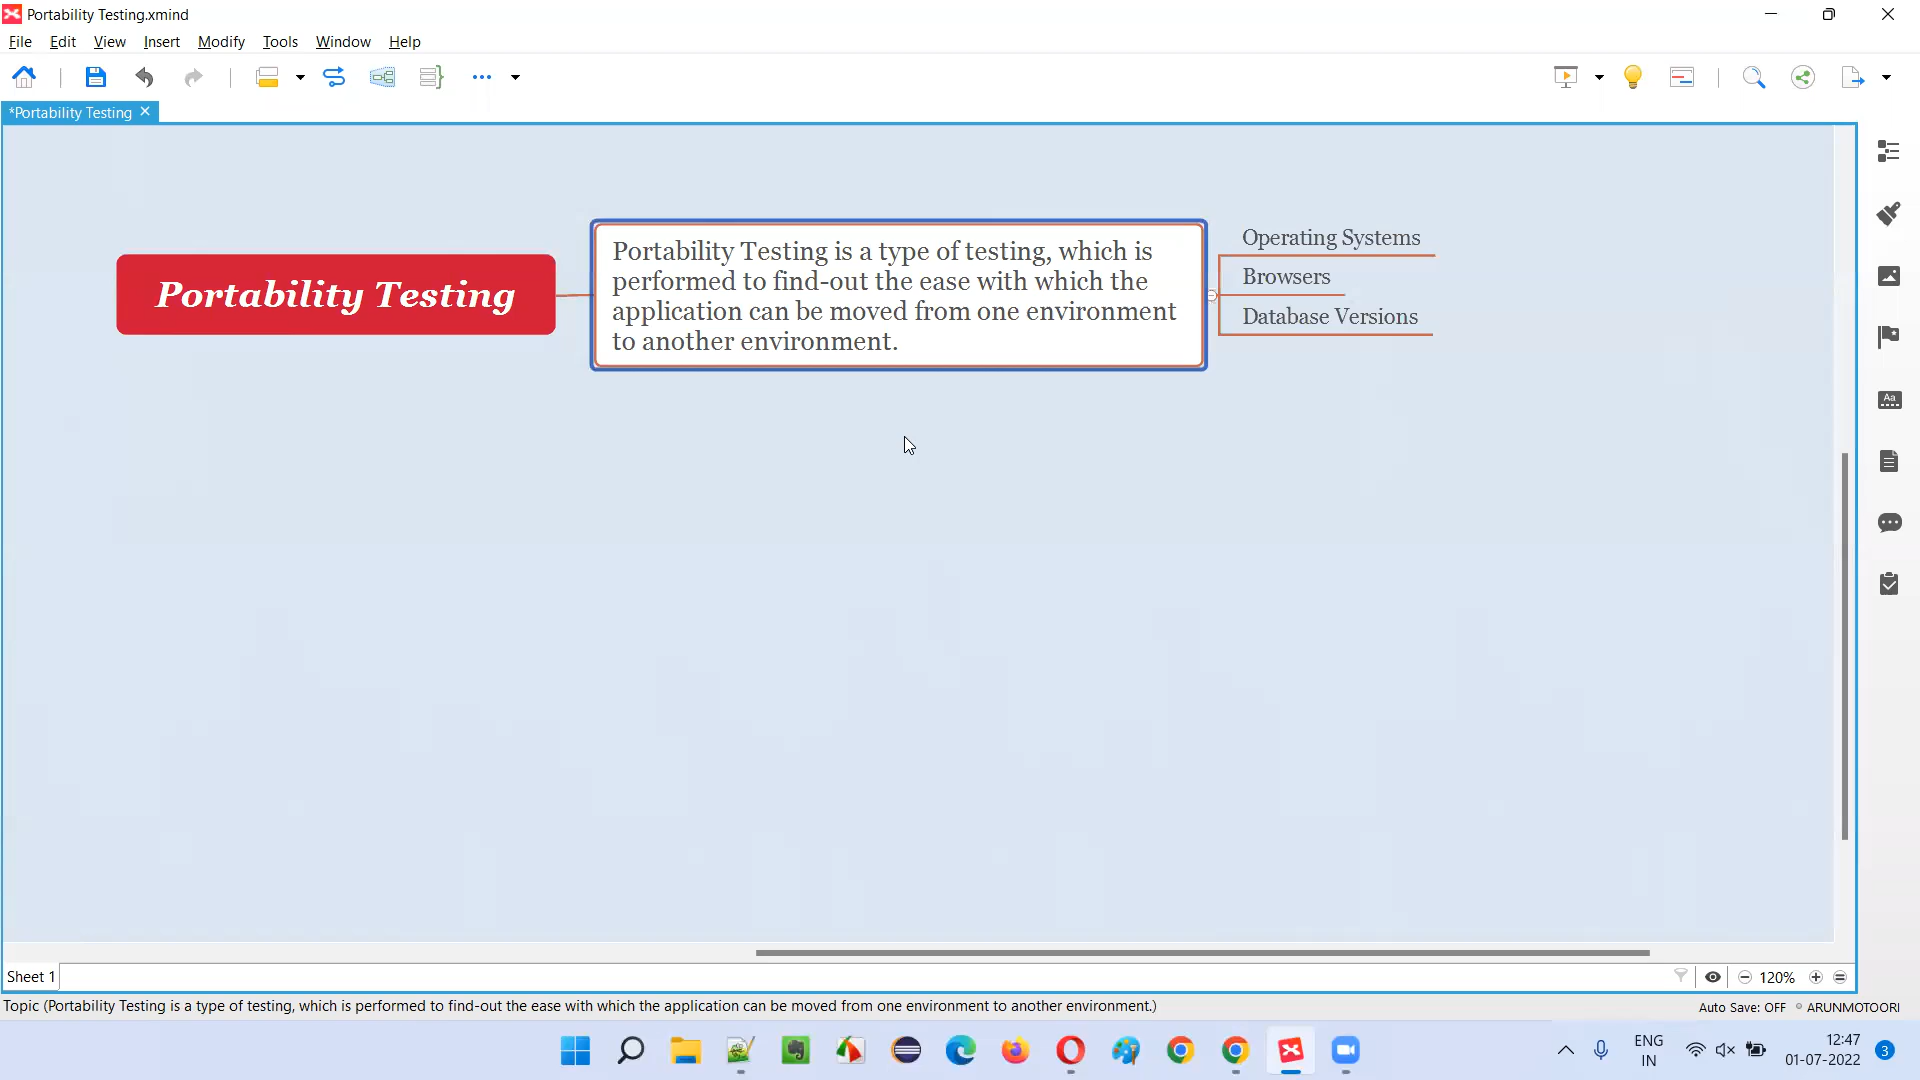 Portability Testing.xmind
File Edit View Insert Modify Tools Window Help
*Portability Testing
Portability Testing
Portability Testing is a type of testing, which is
performed to find-out the ease with which the
application can be moved from one environment
to another environment.
Operating Systems
Browsers
Database Versions
Aa
Sheet 1
120%
Topic (Portability Testing is a type of testing, which is performed to find-out the ease with which the application can be moved from one environment to another environment.)
Auto Save: OFF ARUNMOTOORI
ENG
IN
12:47
01-07-2022
3